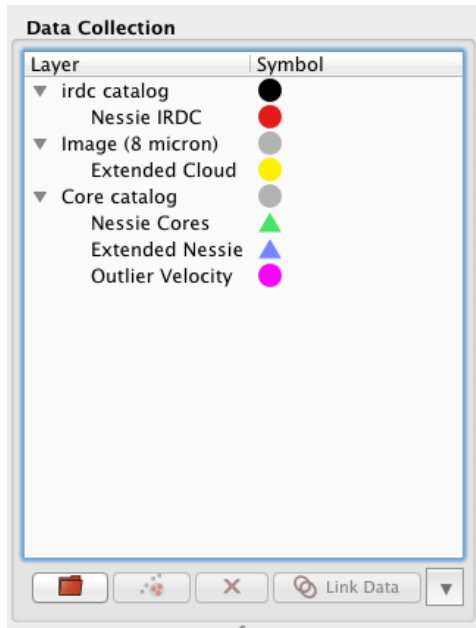 Data Collection
Layer Symbol
irdc catalog
Nessie IRDC
Image (8 micron)
Extended Cloud
Core catalog
Nessie Cores
Extended Nessie
Outlier Velocity
Link Data